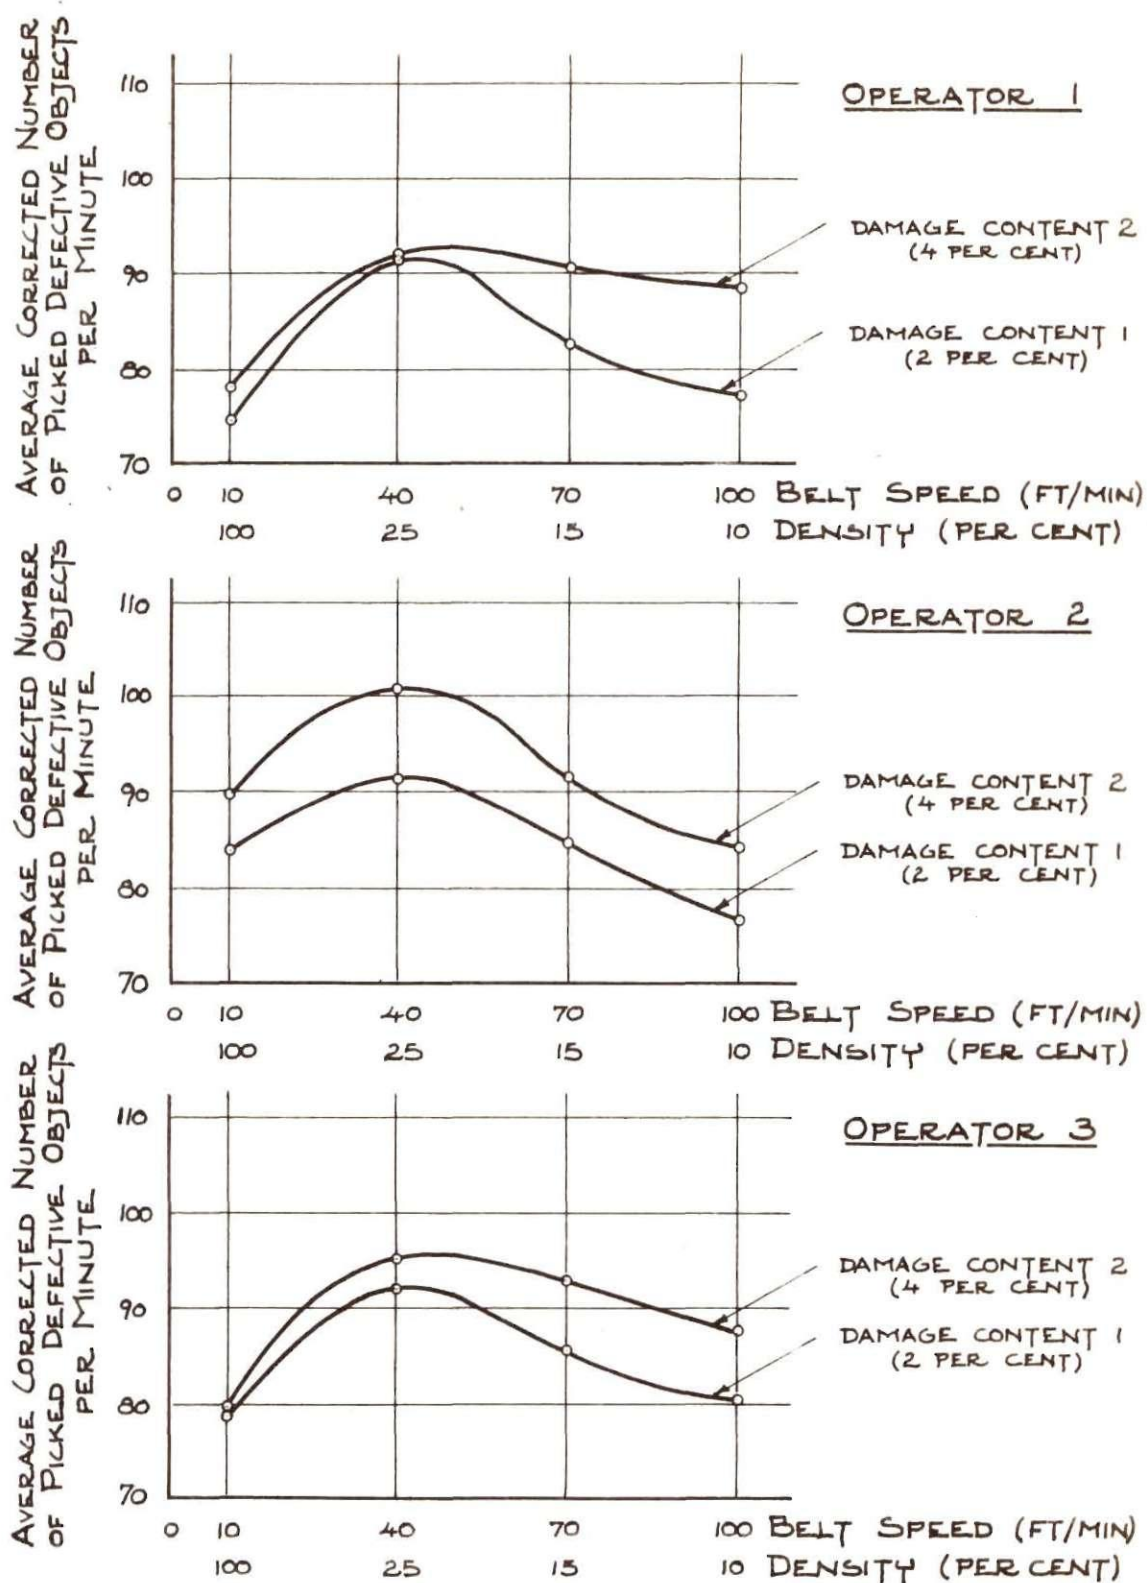 AVERAGE CORRECTED NUMBER
OF PICKED DEFECTIVE OBJECTS
PER MINUTE
110
100
90
80
70
OPERATOR 1
DAMAGE CONTENT 2
(4 PER CENT)
DAMAGE CONTENT 1
(2 PER CENT)
0 10 40 70 100 BELT SPEED (FT/MIN)
100 25 15 10 DENSITY (PER CENT)
AVERAGE CORRECTED NUMBER
OF PICKED DEFECTIVE OBJECTS
PER MINUTE
110
100
90
80
70
OPERATOR 2
DAMAGE CONTENT 2
(4 PER CENT)
DAMAGE CONTENT 1
(2 PER CENT)
0 10 40 70 100 BELT SPEED (FT/MIN)
100 25 15 10 DENSITY (PER CENT)
AVERAGE CORRECTED NUMBER
OF PICKED DEFECTIVE OBJECTS
PER MINUTE
110
100
90
80
70
OPERATOR 3
DAMAGE CONTENT 2
(4 PER CENT)
DAMAGE CONTENT 1
(2 PER CENT)
0 10 40 70 100 BELT SPEED (FT/MIN)
100 25 15 10 DENSITY (PER CENT)